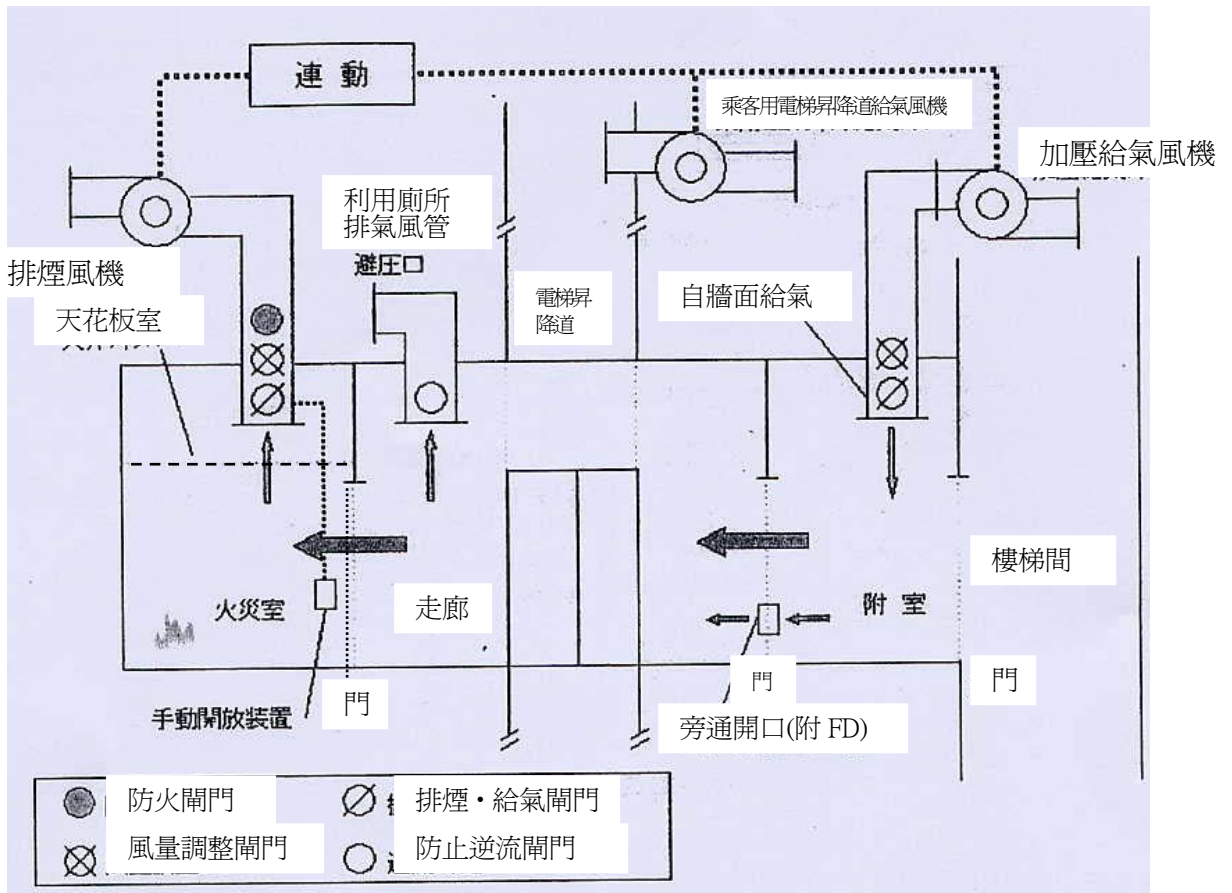 連 動
乘客用電梯昇降道給氣風機
加壓給氣風機
利用廁所
排氣風管
避圧口
排煙風機
天花板室
電梯昇
降道
自牆面給氣
樓梯間
火災室
走廊
附 室
門
門
門
手動開放装置
旁通開口(附 FD)
防火閘門
排煙・給氣閘門
風量調整閘門
防止逆流閘門